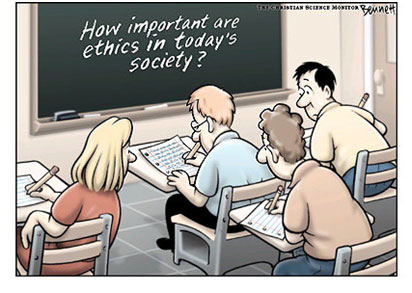 THE CHRISTIAN SCIENCE MONITOR Bennett
How important are
ethics in today's
society?